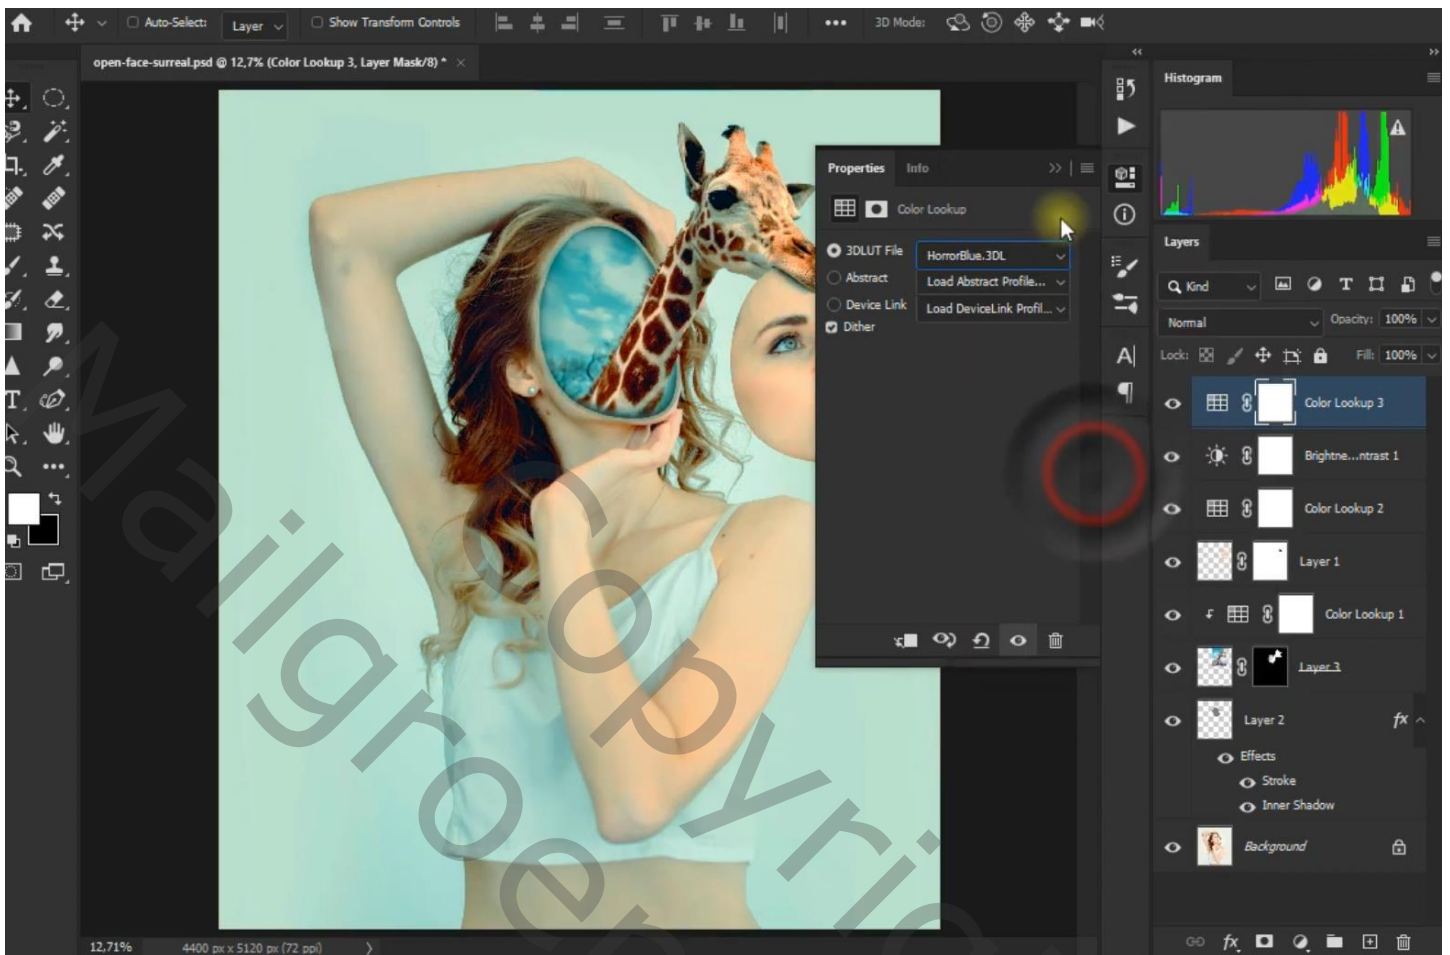 Auto-Select: Layer Show Transform Controls 3D Mode:
open-face-surreal.psd @ 12,7% (Color Lookup 3, Layer Mask/8) * ×
Histogram
Properties Info
Color Lookup
3DLUT File HorrorBlue.3DL
Abstract Load Abstract Profile...
Device Link Load DeviceLink Profil...
Dither
Layers
Kind
Normal Opacity: 100%
Lock: Fill: 100%
Color Lookup 3
Brightne...ntrast 1
Color Lookup 2
Layer 1
Color Lookup 1
Layer 3
Layer 2 fx
Effects
Stroke
Inner Shadow
Background
12,71% 4400 px x 5120 px (72 ppi)
fx